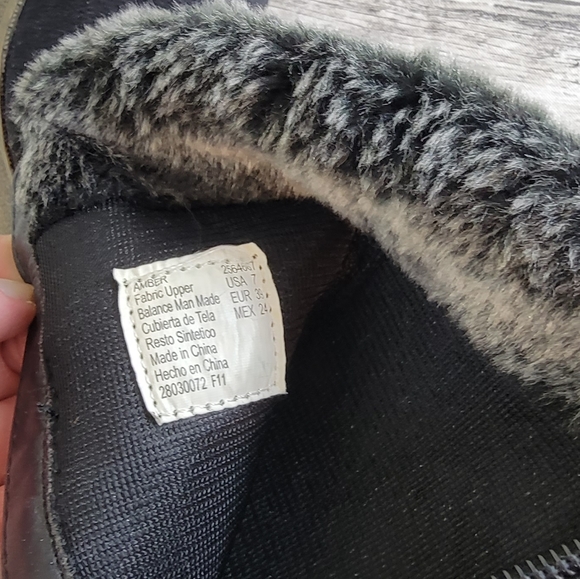 AMBER
Fabric Upper USA 7
Balance Man Made EUR
Cubierta de Tela MEX 24
Resto Sintetico
Made in China
Hecho en China
28030072 F11